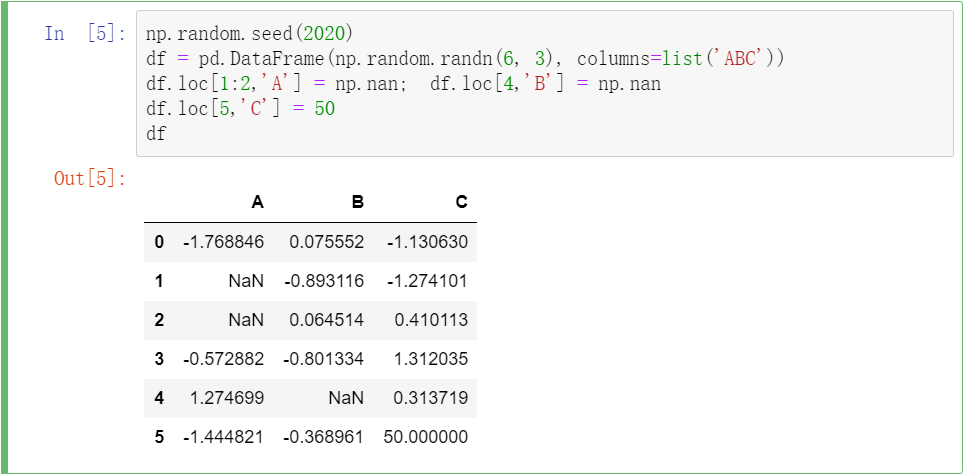 In [5]: np.random.seed(2020)
df = pd.DataFrame(np.random.randn(6, 3), columns=list('ABC'))
df.loc[1:2,'A'] = np.nan;  df.loc[4,'B'] = np.nan
df.loc[5,'C'] = 50
df
Out[5]:
A B C
0 -1.768846 0.075552 -1.130630
1 NaN -0.893116 -1.274101
2 NaN 0.064514 0.410113
3 -0.572882 -0.801334 1.312035
4 1.274699 NaN 0.313719
5 -1.444821 -0.368961 50.000000